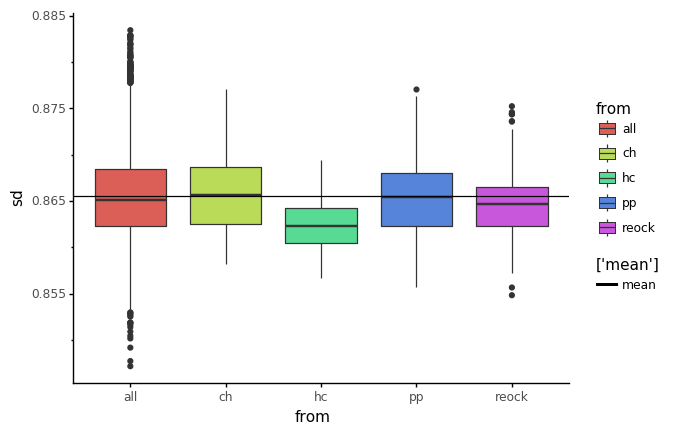 0.885
0.875
0.865
0.855
sd
all
ch
hc
pp
reock
from
from
all
ch
hc
pp
reock
['mean']
mean